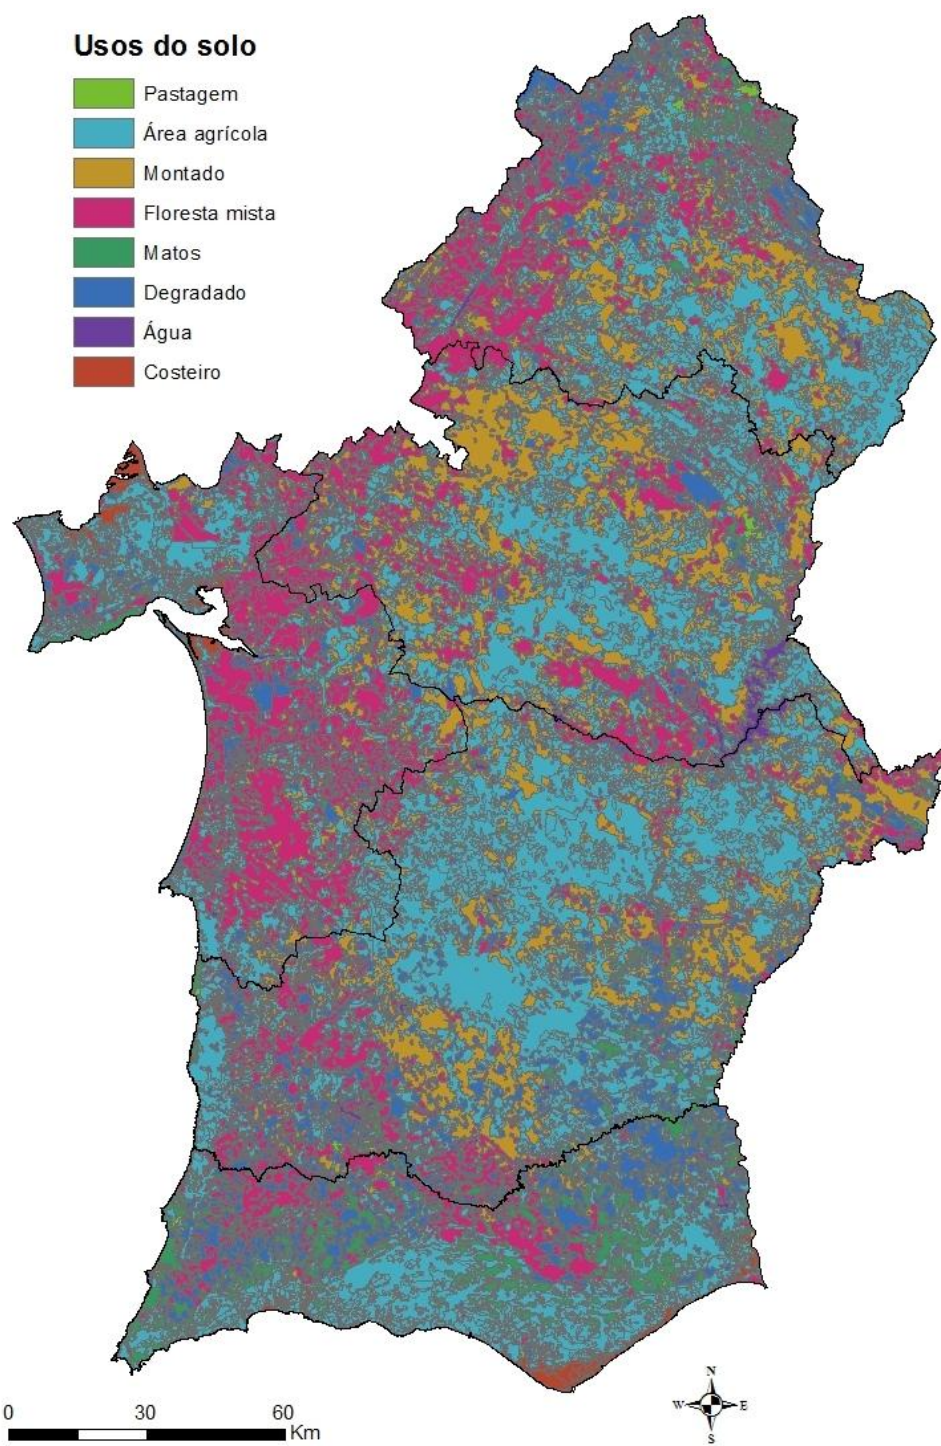 Usos do solo
Pastagem
Área agrícola
Montado
Floresta mista
Matos
Degradado
Água
Costeiro
0 30 60
Km
N
W E
S